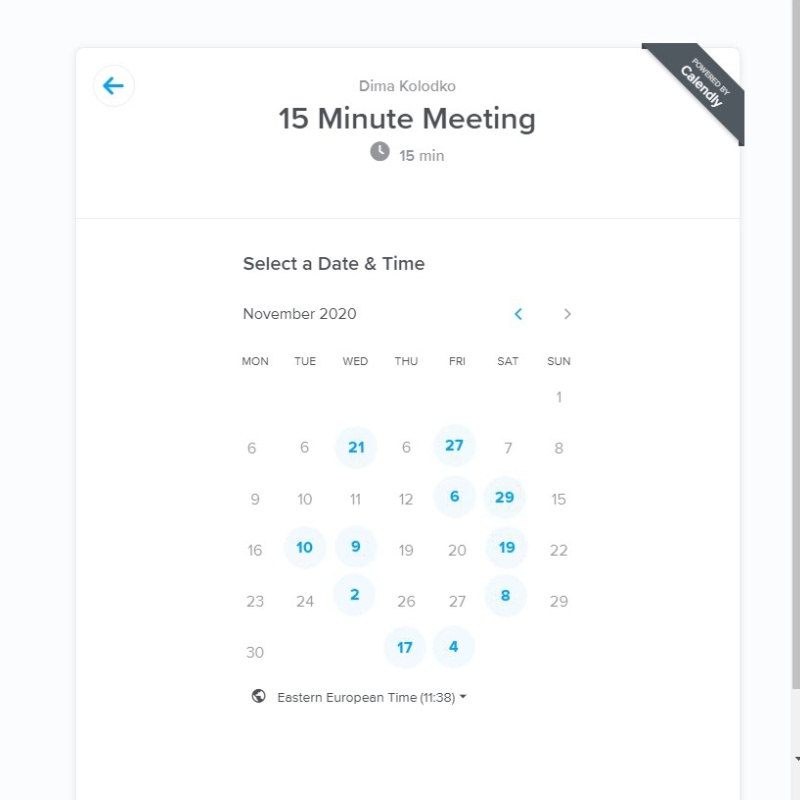 POWERED BY
Calendly
Dima Kolodko
15 Minute Meeting
15 min
Select a Date & Time
November 2020
MON TUE WED THU FRI SAT SUN
1
6 6 21 6 27 7 8
9 10 11 12 6 29 15
16 10 9 19 20 19 22
23 24 2 26 27 8 29
30 17 4
Eastern European Time (11:38)